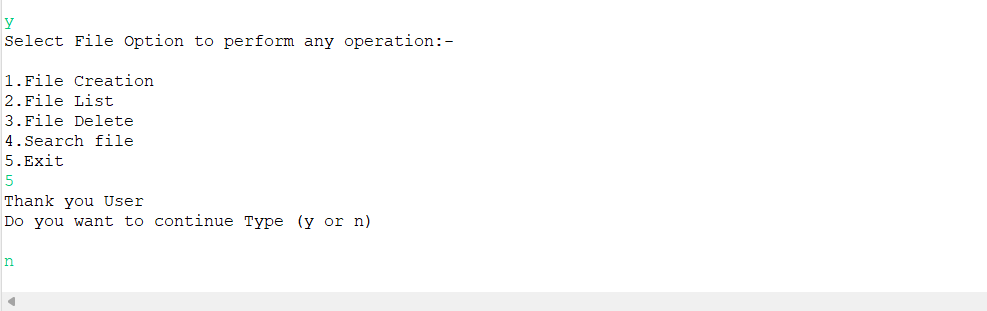 y
Select File Option to perform any operation:-
1.File Creation
2.File List
3.File Delete
4.Search file
5.Exit
5
Thank you User
Do you want to continue Type (y or n)
n